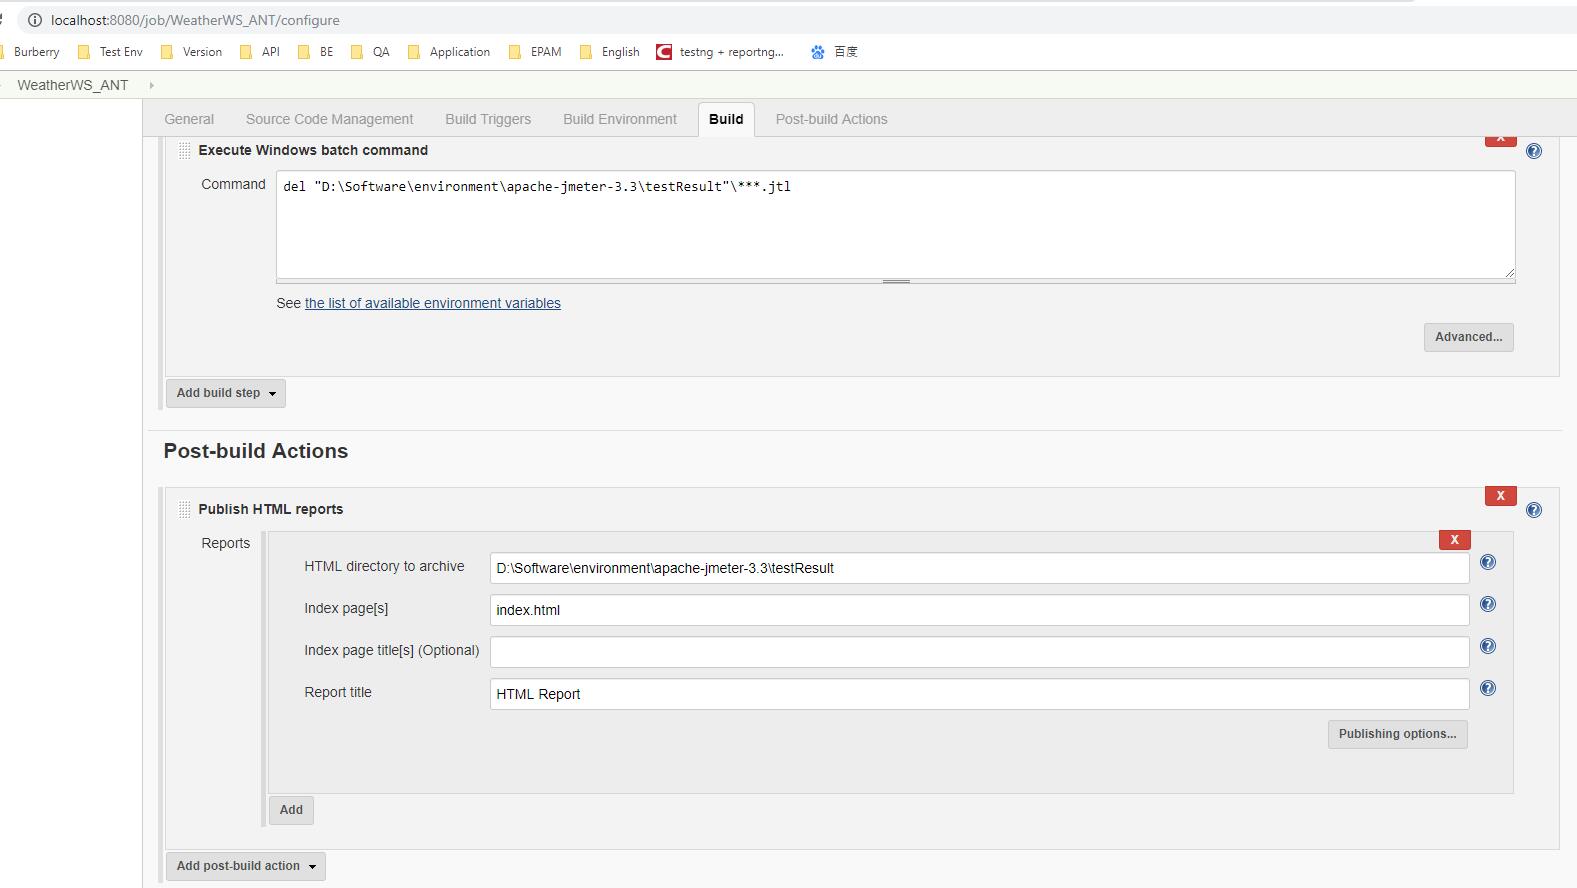 localhost:8080/job/WeatherWS_ANT/configure
Burberry Test Env Version API BE QA Application EPAM English testng + reportng... 百度
WeatherWS_ANT
General Source Code Management Build Triggers Build Environment Build Post-build Actions
Execute Windows batch command
X
Command
del "D:\Software\environment\apache-jmeter-3.3\testResult"\***.jtl
See the list of available environment variables
Advanced...
Add build step
Post-build Actions
X
Publish HTML reports
Reports
X
HTML directory to archive D:\Software\environment\apache-jmeter-3.3\testResult
Index page[s] index.html
Index page title[s] (Optional)
Report title HTML Report
Publishing options...
Add
Add post-build action